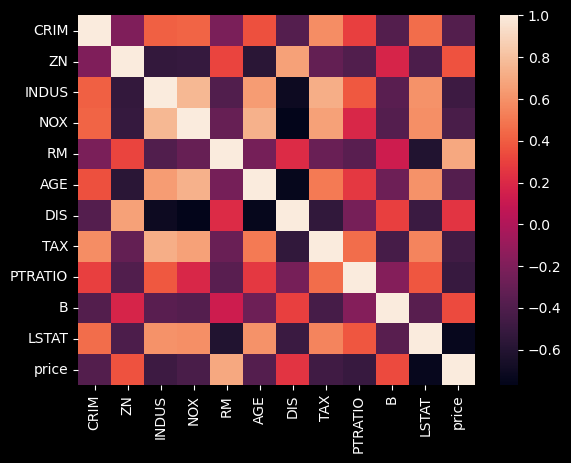 CRIM
ZN
INDUS
NOX
RM
AGE
DIS
TAX
PTRATIO
B
LSTAT
price
CRIM
ZN
INDUS
NOX
RM
AGE
DIS
TAX
PTRATIO
B
LSTAT
price
1.0
0.8
0.6
0.4
0.2
0.0
−0.2
−0.4
−0.6